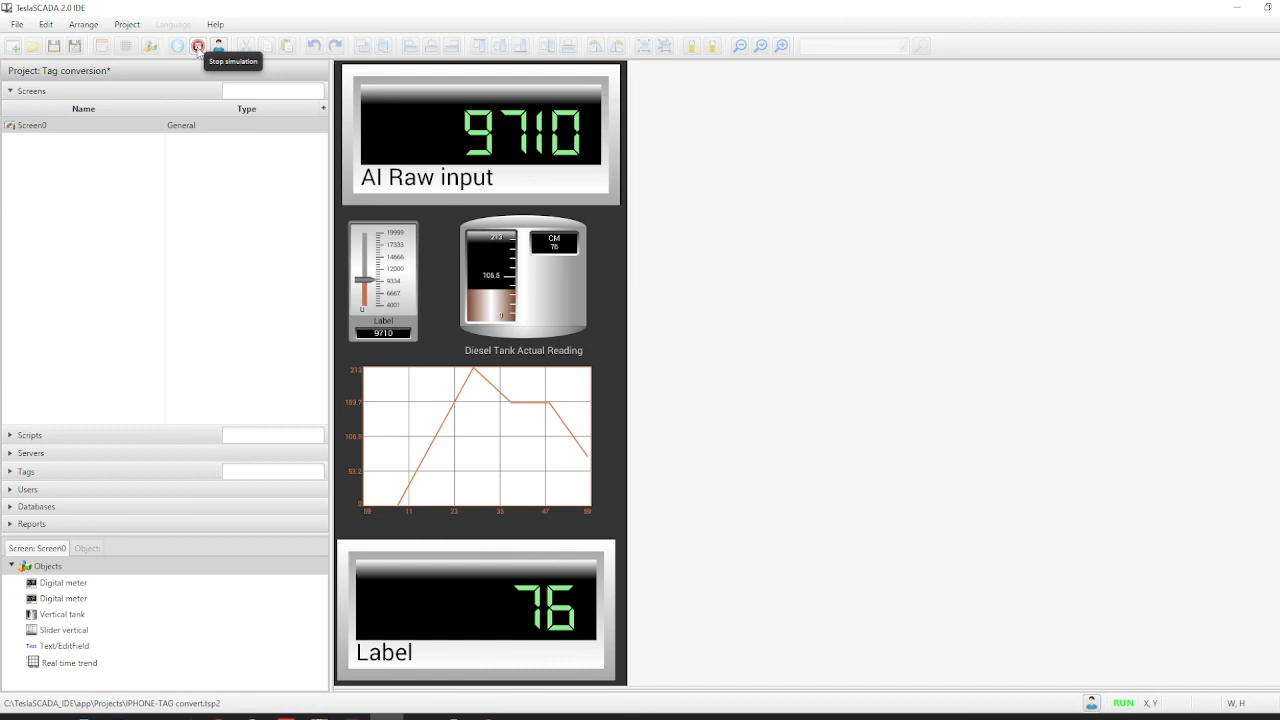 TeslaSCADA 2.0 IDE
File Edit Arrange Project Language Help
Stop simulation
Project: Tag conversion*
Screens
Name Type +
Screen0 General
Scripts
Servers
Tags
Users
Databases
Reports
Screen: Screen0 Object:
Objects
Digital meter
Digital meter
Vertical tank
Slider vertical
Text Text/EditField
Real time trend
9710
AI Raw input
19999
17333
14666
12000
9334
6667
4001
Label
9710
213
106.5
0
CM
76
Diesel Tank Actual Reading
213
159.7
106.5
53.2
0
59 11 23 35 47 59
76
Label
C:\TeslaSCADA_IDE\app\Projects\IPHONE-TAG convert.tsp2
RUN X, Y W, H